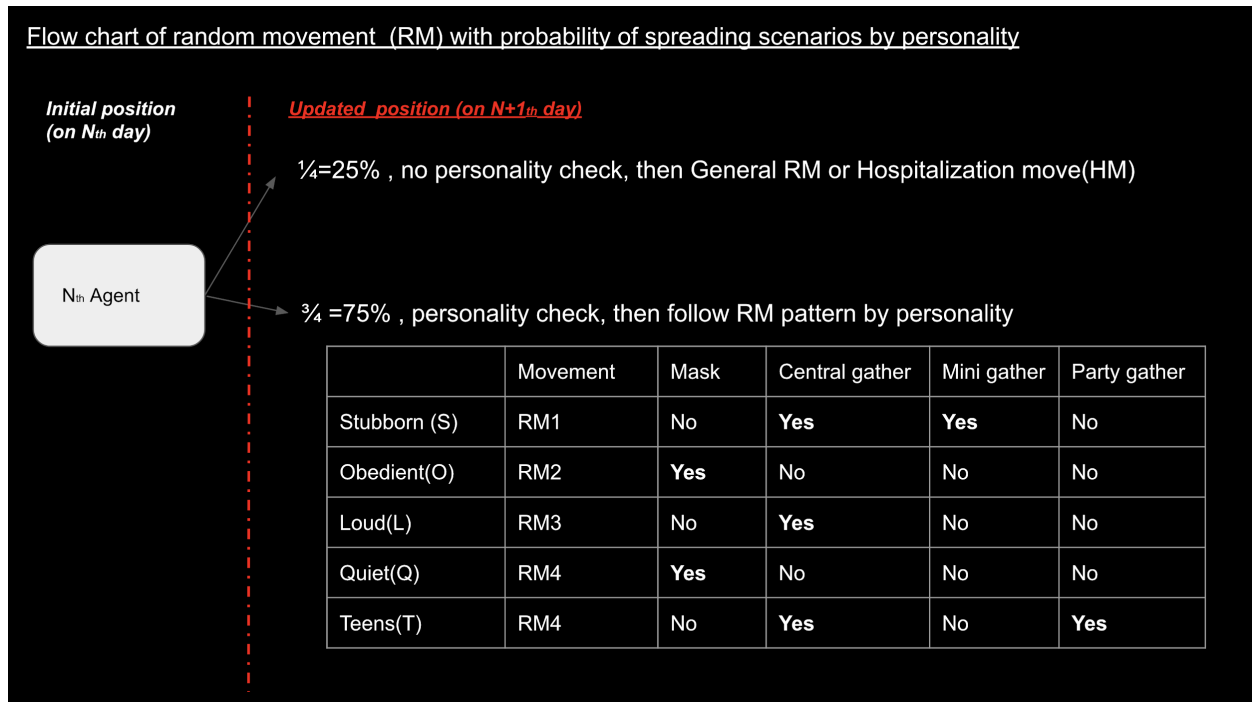 Flow chart of random movement (RM) with probability of spreading scenarios by personality
Initial position
(on Nth day)
Updated position (on N+1th day)
¼=25% , no personality check, then General RM or Hospitalization move(HM)
Nth Agent
¾ =75% , personality check, then follow RM pattern by personality
Movement Mask Central gather Mini gather Party gather
Stubborn (S) RM1 No Yes Yes No
Obedient(O) RM2 Yes No No No
Loud(L) RM3 No Yes No No
Quiet(Q) RM4 Yes No No No
Teens(T) RM4 No Yes No Yes